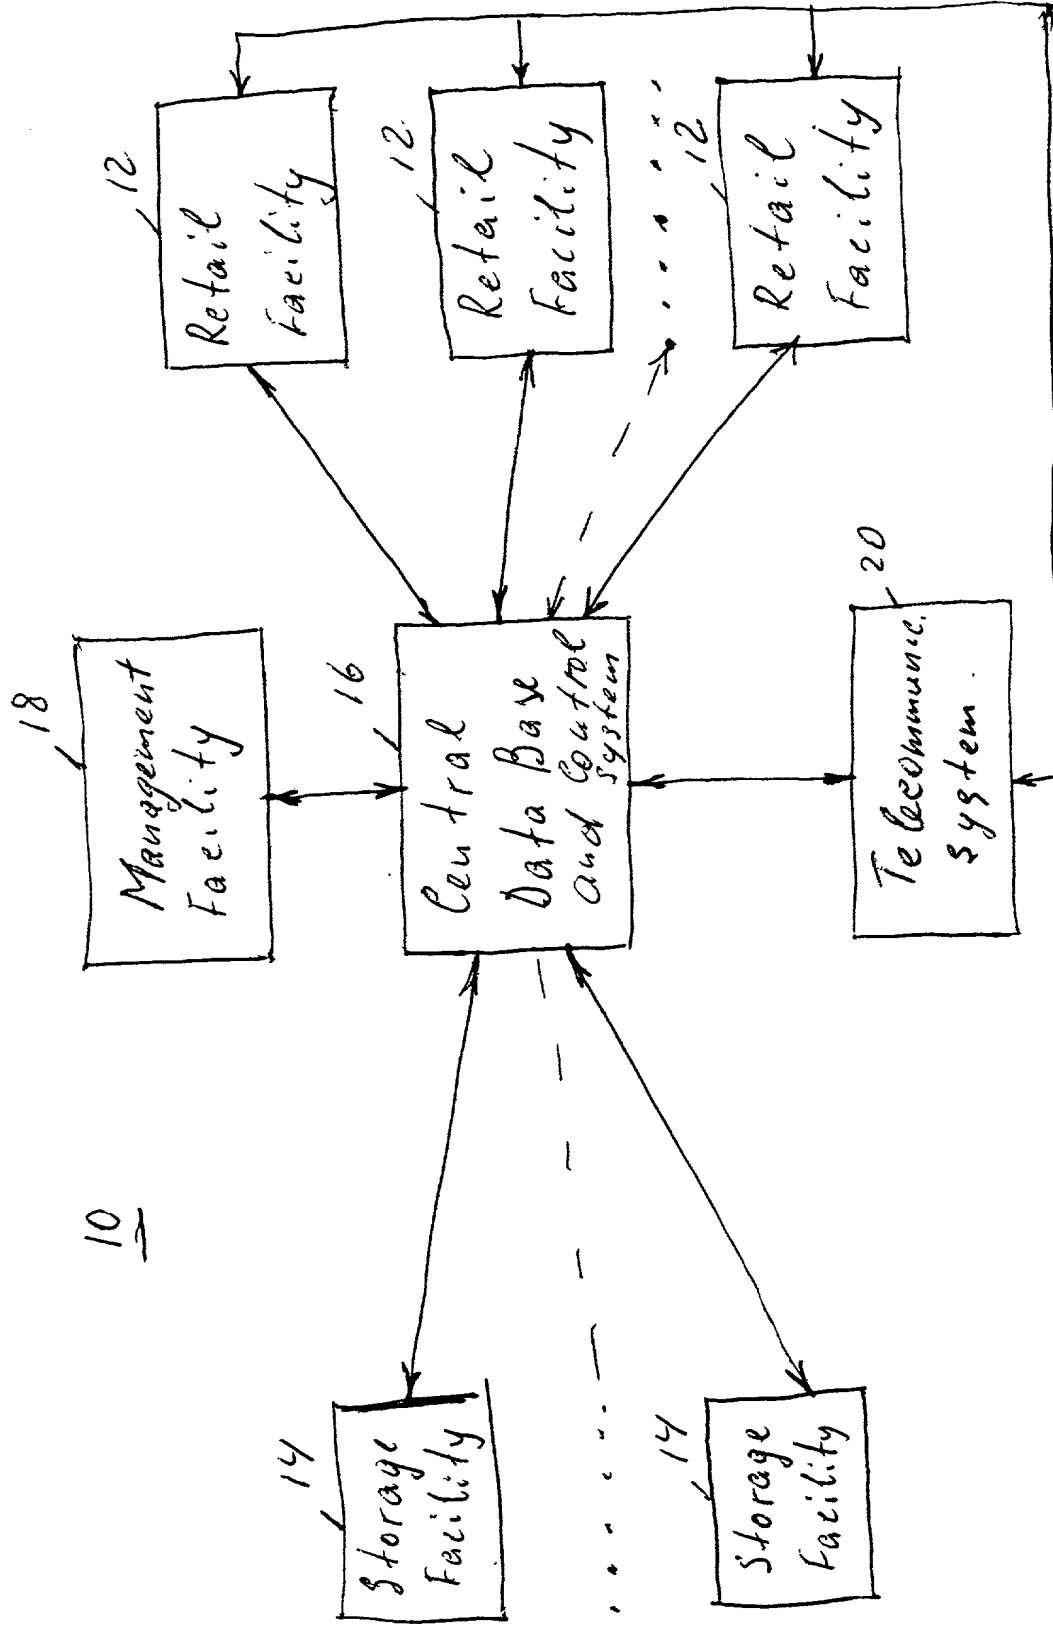 10
18
Management
Facility
14
Storage
Facility
16
Central
Data Base
and Control
System
12
Retail
Facility
12
Retail
Facility
12
Retail
Facility
14
Storage
Facility
20
Telecommunic.
System